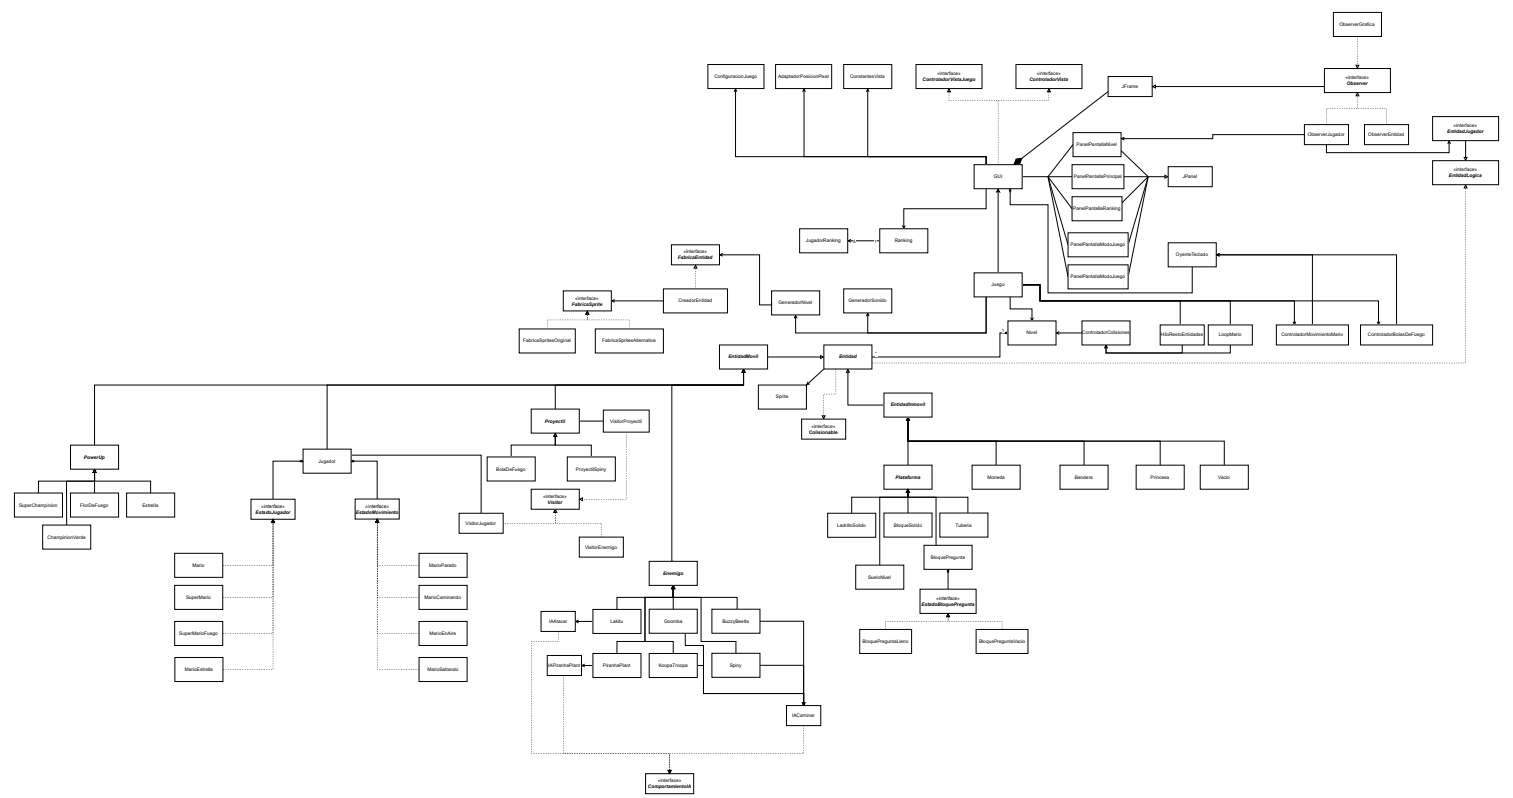 ObserverGrafica
ConfiguracionJuego
AdaptadorPosicionPixel
ConstantesVista
«interface»
ControladorVistaJuego
«interface»
ControladorVista
JFrame
«interface»
Observer
ObserverJugador
ObserverEntidad
«interface»
EntidadJugador
PanelPantallaNivel
GUI
PanelPantallaPrincipal
JPanel
«interface»
EntidadLogica
PanelPantallaRanking
JugadorRanking
Ranking
PanelPantallaModoJuego
«interface»
FabricaEntidad
OyenteTeclado
PanelPantallaModoJuego
Juego
«interface»
FabricaSprite
CreadorEntidad
GeneradorNivel
GeneradorSonido
Nivel
ControladorColisiones
HiloRestoEntidades
LoopMario
ControladorMovimientoMario
ControladorBolasDeFuego
FabricaSpritesOriginal
FabricaSpritesAlternativa
EntidadMovil
Entidad
Sprite
EntidadInmovil
Proyectil
VisitorProyectil
«interface»
Colisionable
PowerUp
Jugador
BolaDeFuego
ProyectilSpiny
Plataforma
Moneda
Bandera
Princesa
Vacio
SuperChampinion
FlorDeFuego
Estrella
«interface»
EstadoJugador
«interface»
EstadoMovimiento
«interface»
Visitor
VisitorJugador
LadrilloSolido
BloqueSolido
Tuberia
ChampinionVerde
VisitorEnemigo
BloquePregunta
Mario
MarioParado
Enemigo
SueloNivel
SuperMario
MarioCaminando
«interface»
EstadoBloquePregunta
IAAtacar
Lakitu
Goomba
BuzzyBeetle
SuperMarioFuego
MarioEnAire
BloquePreguntaLleno
BloquePreguntaVacio
MarioEstrella
MarioSaltando
IAPiranhaPlant
PiranhaPlant
KoopaTroopa
Spiny
IACaminar
«interface»
ComportamientoIA